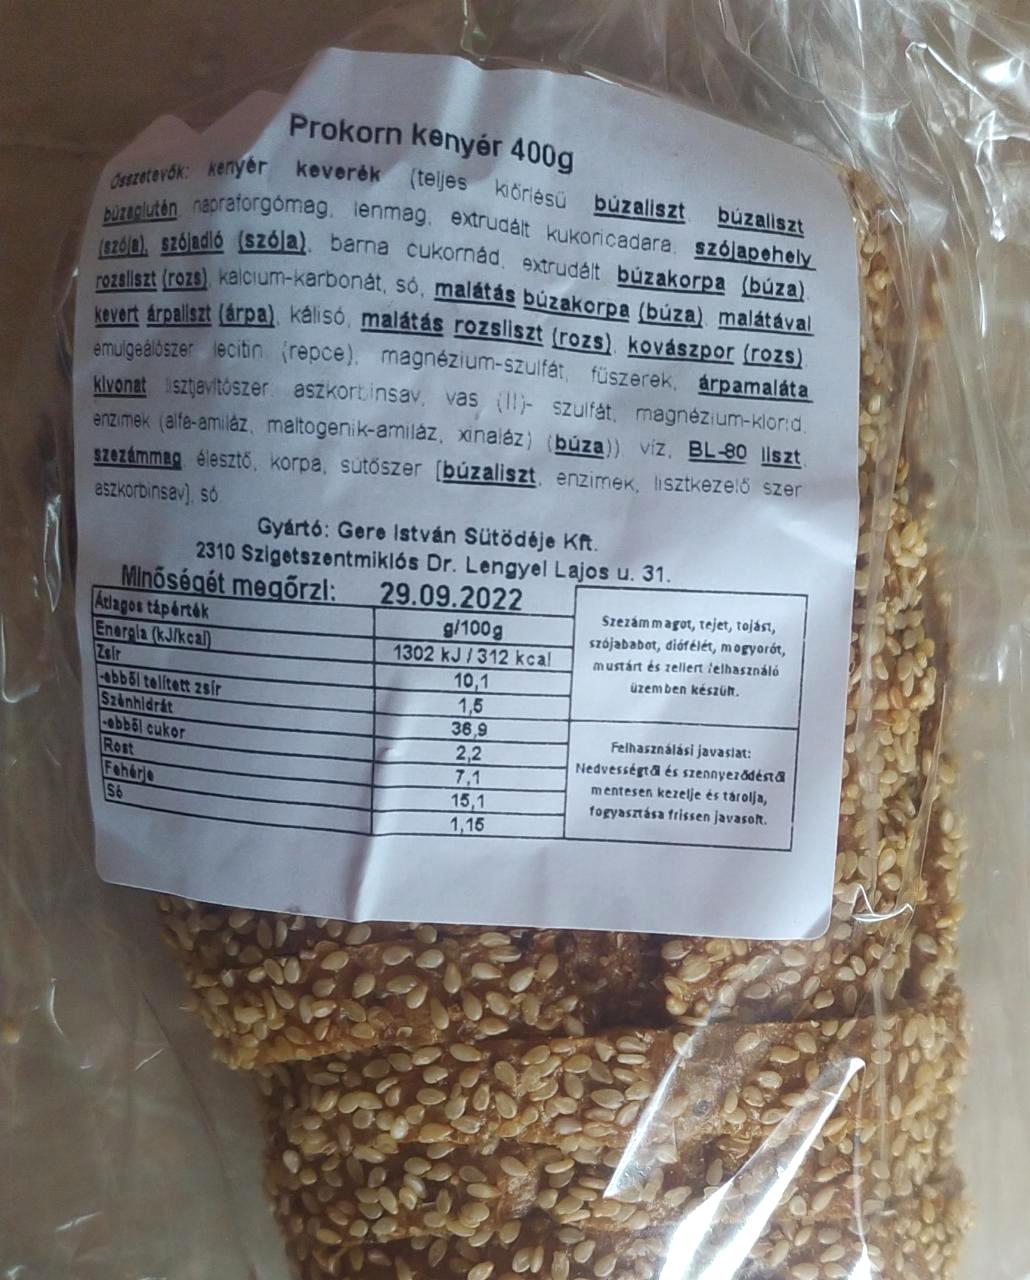 Prokorn kenyér 400g
Összetevők: kenyér keverék (teljes kiőrlésű búzaliszt búzaliszt
búzaglutén, napraforgómag, lenmag, extrudált kukoricadara, szójapehely
(szója), szójadió (szója), barna cukornád, extrudált búzakorpa (búza),
rozsliszt (rozs), kalcium-karbonát, só, malátás búzakorpa (búza), malátával
kevert árpaliszt (árpa), kálisó, malátás rozsliszt (rozs), kovászpor (rozs),
emulgeálószer lecitin (repce), magnézium-szulfát, fűszerek, árpamaláta
kivonat lisztjavítószer. aszkorbinsav, vas (II)- szulfát, magnézium-klorid,
enzimek (alfa-amiláz, maltogenik-amiláz, xinaláz) (búza)) víz, BL-80 liszt,
szezámmag, élesztő, korpa, sütőszer [búzaliszt, enzimek, lisztkezelő szer
aszkorbinsav], só
Gyártó: Gere István Sütödéje Kft.
2310 Szigetszentmiklós Dr. Lengyel Lajos u. 31.
Minőségét megőrzi: 29.09.2022
Átlagos tápérték g/100g
Energia (kJ/kcal) 1302 kJ / 312 kcal
Zsír 10,1
-ebből telített zsír 1,5
Szénhidrát 36,9
-ebből cukor 2,2
Rost 7,1
Fehérje 15,1
Só 1,15
Szezámmagot, tejet, tojást,
szójababot, diófélét, mogyorót,
mustárt és zellert felhasználó
üzemben készült.
Felhasználási javaslat:
Nedvességtől és szennyeződéstől
mentesen kezelje és tárolja,
fogyasztása frissen javasolt.